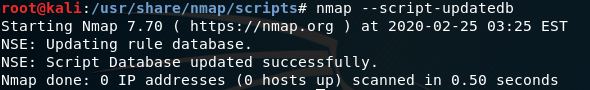 root@kali:/usr/share/nmap/scripts# nmap --script-updatedb
Starting Nmap 7.70 ( https://nmap.org ) at 2020-02-25 03:25 EST
NSE: Updating rule database.
NSE: Script Database updated successfully.
Nmap done: 0 IP addresses (0 hosts up) scanned in 0.50 seconds